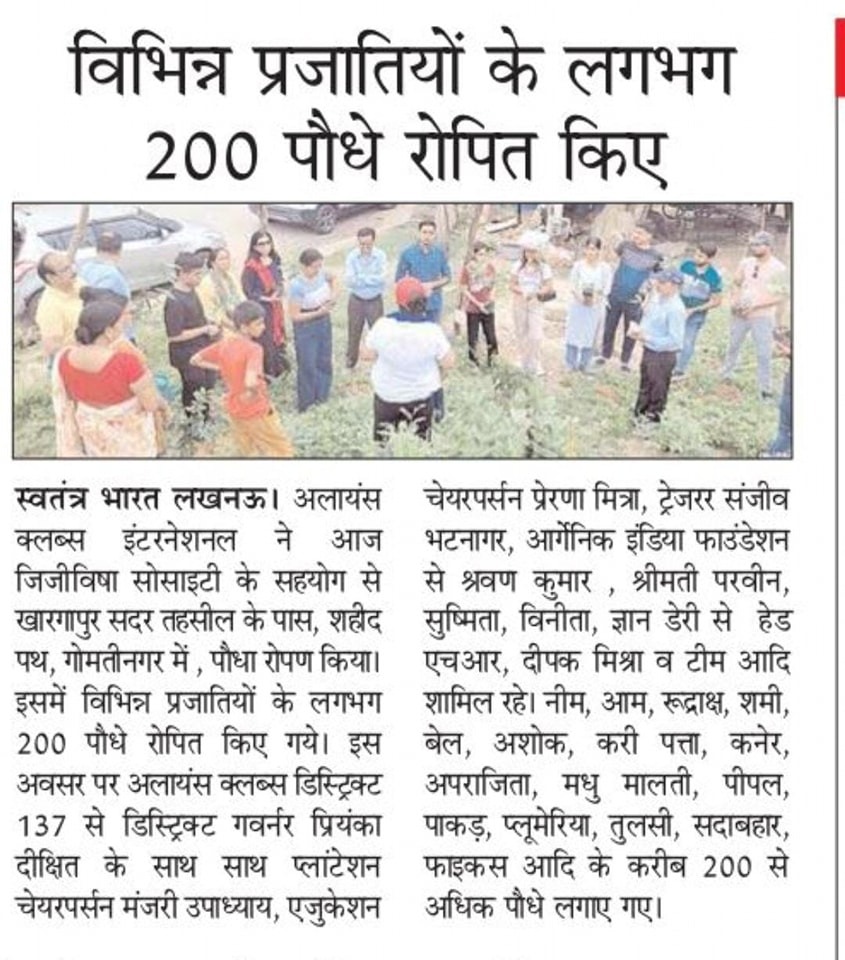 विभिन्न प्रजातियों के लगभग
200 पौधे रोपित किए
स्वतंत्र भारत लखनऊ। अलायंस
क्लब्स इंटरनेशनल ने आज
जिजीविषा सोसाइटी के सहयोग से
खारगापुर सदर तहसील के पास, शहीद
पथ, गोमतीनगर में , पौधा रोपण किया।
इसमें विभिन्न प्रजातियों के लगभग
200 पौधे रोपित किए गये। इस
अवसर पर अलायंस क्लब्स डिस्ट्रिक्ट
137 से डिस्ट्रिक्ट गवर्नर प्रियंका
दीक्षित के साथ साथ प्लांटेशन
चेयरपर्सन मंजरी उपाध्याय, एजुकेशन
चेयरपर्सन प्रेरणा मित्रा, ट्रेजरर संजीव
भटनागर, आर्गेनिक इंडिया फाउंडेशन
से श्रवण कुमार , श्रीमती परवीन,
सुष्मिता, विनीता, ज्ञान डेरी से हेड
एचआर, दीपक मिश्रा व टीम आदि
शामिल रहे। नीम, आम, रूद्राक्ष, शमी,
बेल, अशोक, करी पत्ता, कनेर,
अपराजिता, मधु मालती, पीपल,
पाकड़, प्लूमेरिया, तुलसी, सदाबहार,
फाइकस आदि के करीब 200 से
अधिक पौधे लगाए गए।